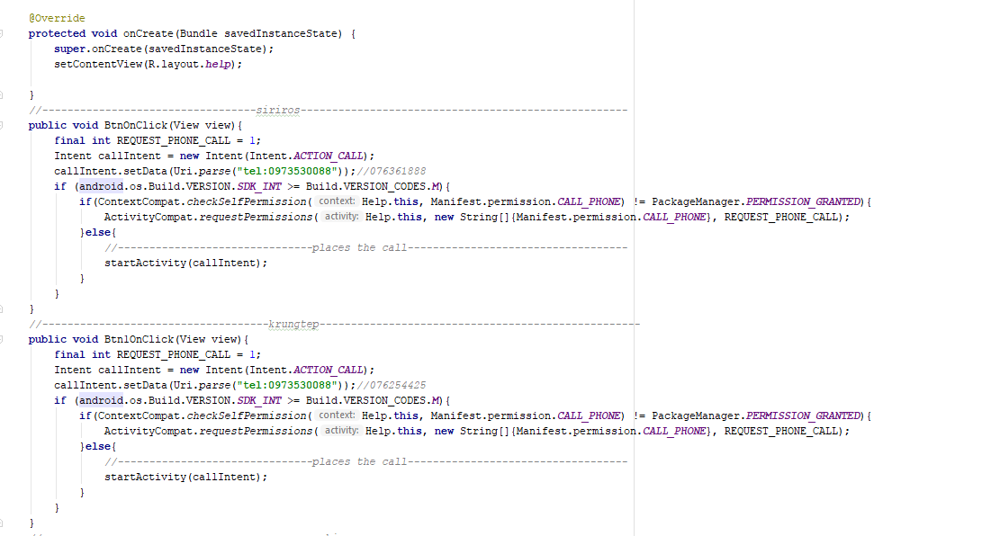 @Override
protected void onCreate(Bundle savedInstanceState) {
super.onCreate(savedInstanceState);
setContentView(R.layout.help);
}
//----------------------------------siriros----------------------------------------------------
public void BtnOnClick(View view){
final int REQUEST_PHONE_CALL = 1;
Intent callIntent = new Intent(Intent.ACTION_CALL);
callIntent.setData(Uri.parse("tel:0973530088"));//076361888
if (android.os.Build.VERSION.SDK_INT >= Build.VERSION_CODES.M){
if(ContextCompat.checkSelfPermission( context: Help.this, Manifest.permission.CALL_PHONE) != PackageManager.PERMISSION_GRANTED){
ActivityCompat.requestPermissions( activity: Help.this, new String[]{Manifest.permission.CALL_PHONE}, REQUEST_PHONE_CALL);
}else{
//-------------------------------places the call-----------------------------------
startActivity(callIntent);
}
}
}
//------------------------------------krungtep---------------------------------------------------
public void Btn1OnClick(View view){
final int REQUEST_PHONE_CALL = 1;
Intent callIntent = new Intent(Intent.ACTION_CALL);
callIntent.setData(Uri.parse("tel:0973530088"));//076254425
if (android.os.Build.VERSION.SDK_INT >= Build.VERSION_CODES.M){
if(ContextCompat.checkSelfPermission( context: Help.this, Manifest.permission.CALL_PHONE) != PackageManager.PERMISSION_GRANTED){
ActivityCompat.requestPermissions( activity: Help.this, new String[]{Manifest.permission.CALL_PHONE}, REQUEST_PHONE_CALL);
}else{
//-------------------------------places the call-----------------------------------
startActivity(callIntent);
}
}
}